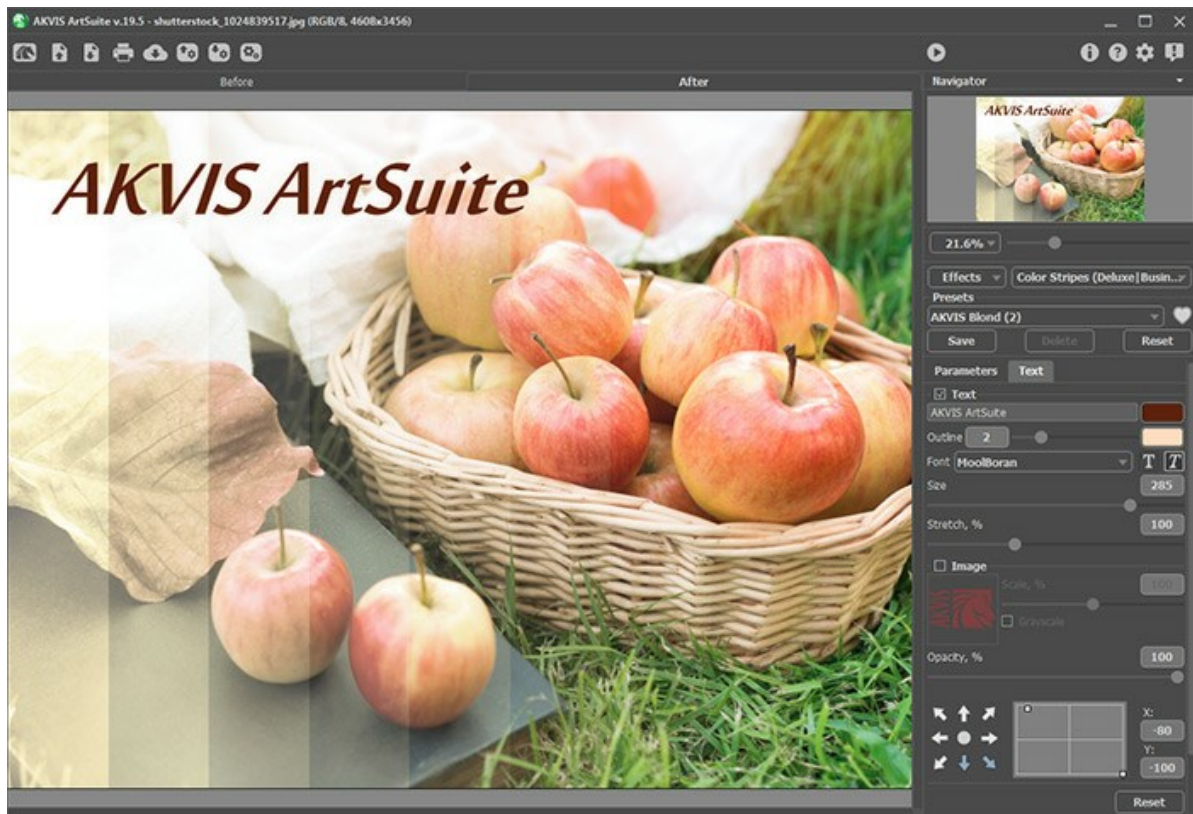 AKVIS ArtSuite v.19.5 - shutterstock_1024839517.jpg (RGB/8, 4608x3456)
Before
After
Navigator
AKVIS ArtSuite
AKVIS ArtSuite
21.6%
Effects
Color Stripes (Deluxe|Busin...
Presets
AKVIS Blond (2)
Save
Delete
Reset
Parameters
Text
Text
AKVIS ArtSuite
Outline
2
Font
MoolBoran
T
T
Size
285
Stretch, %
100
Image
Scale, %
100
AKVIS
Grayscale
Opacity, %
100
X:
-80
Y:
-100
Reset